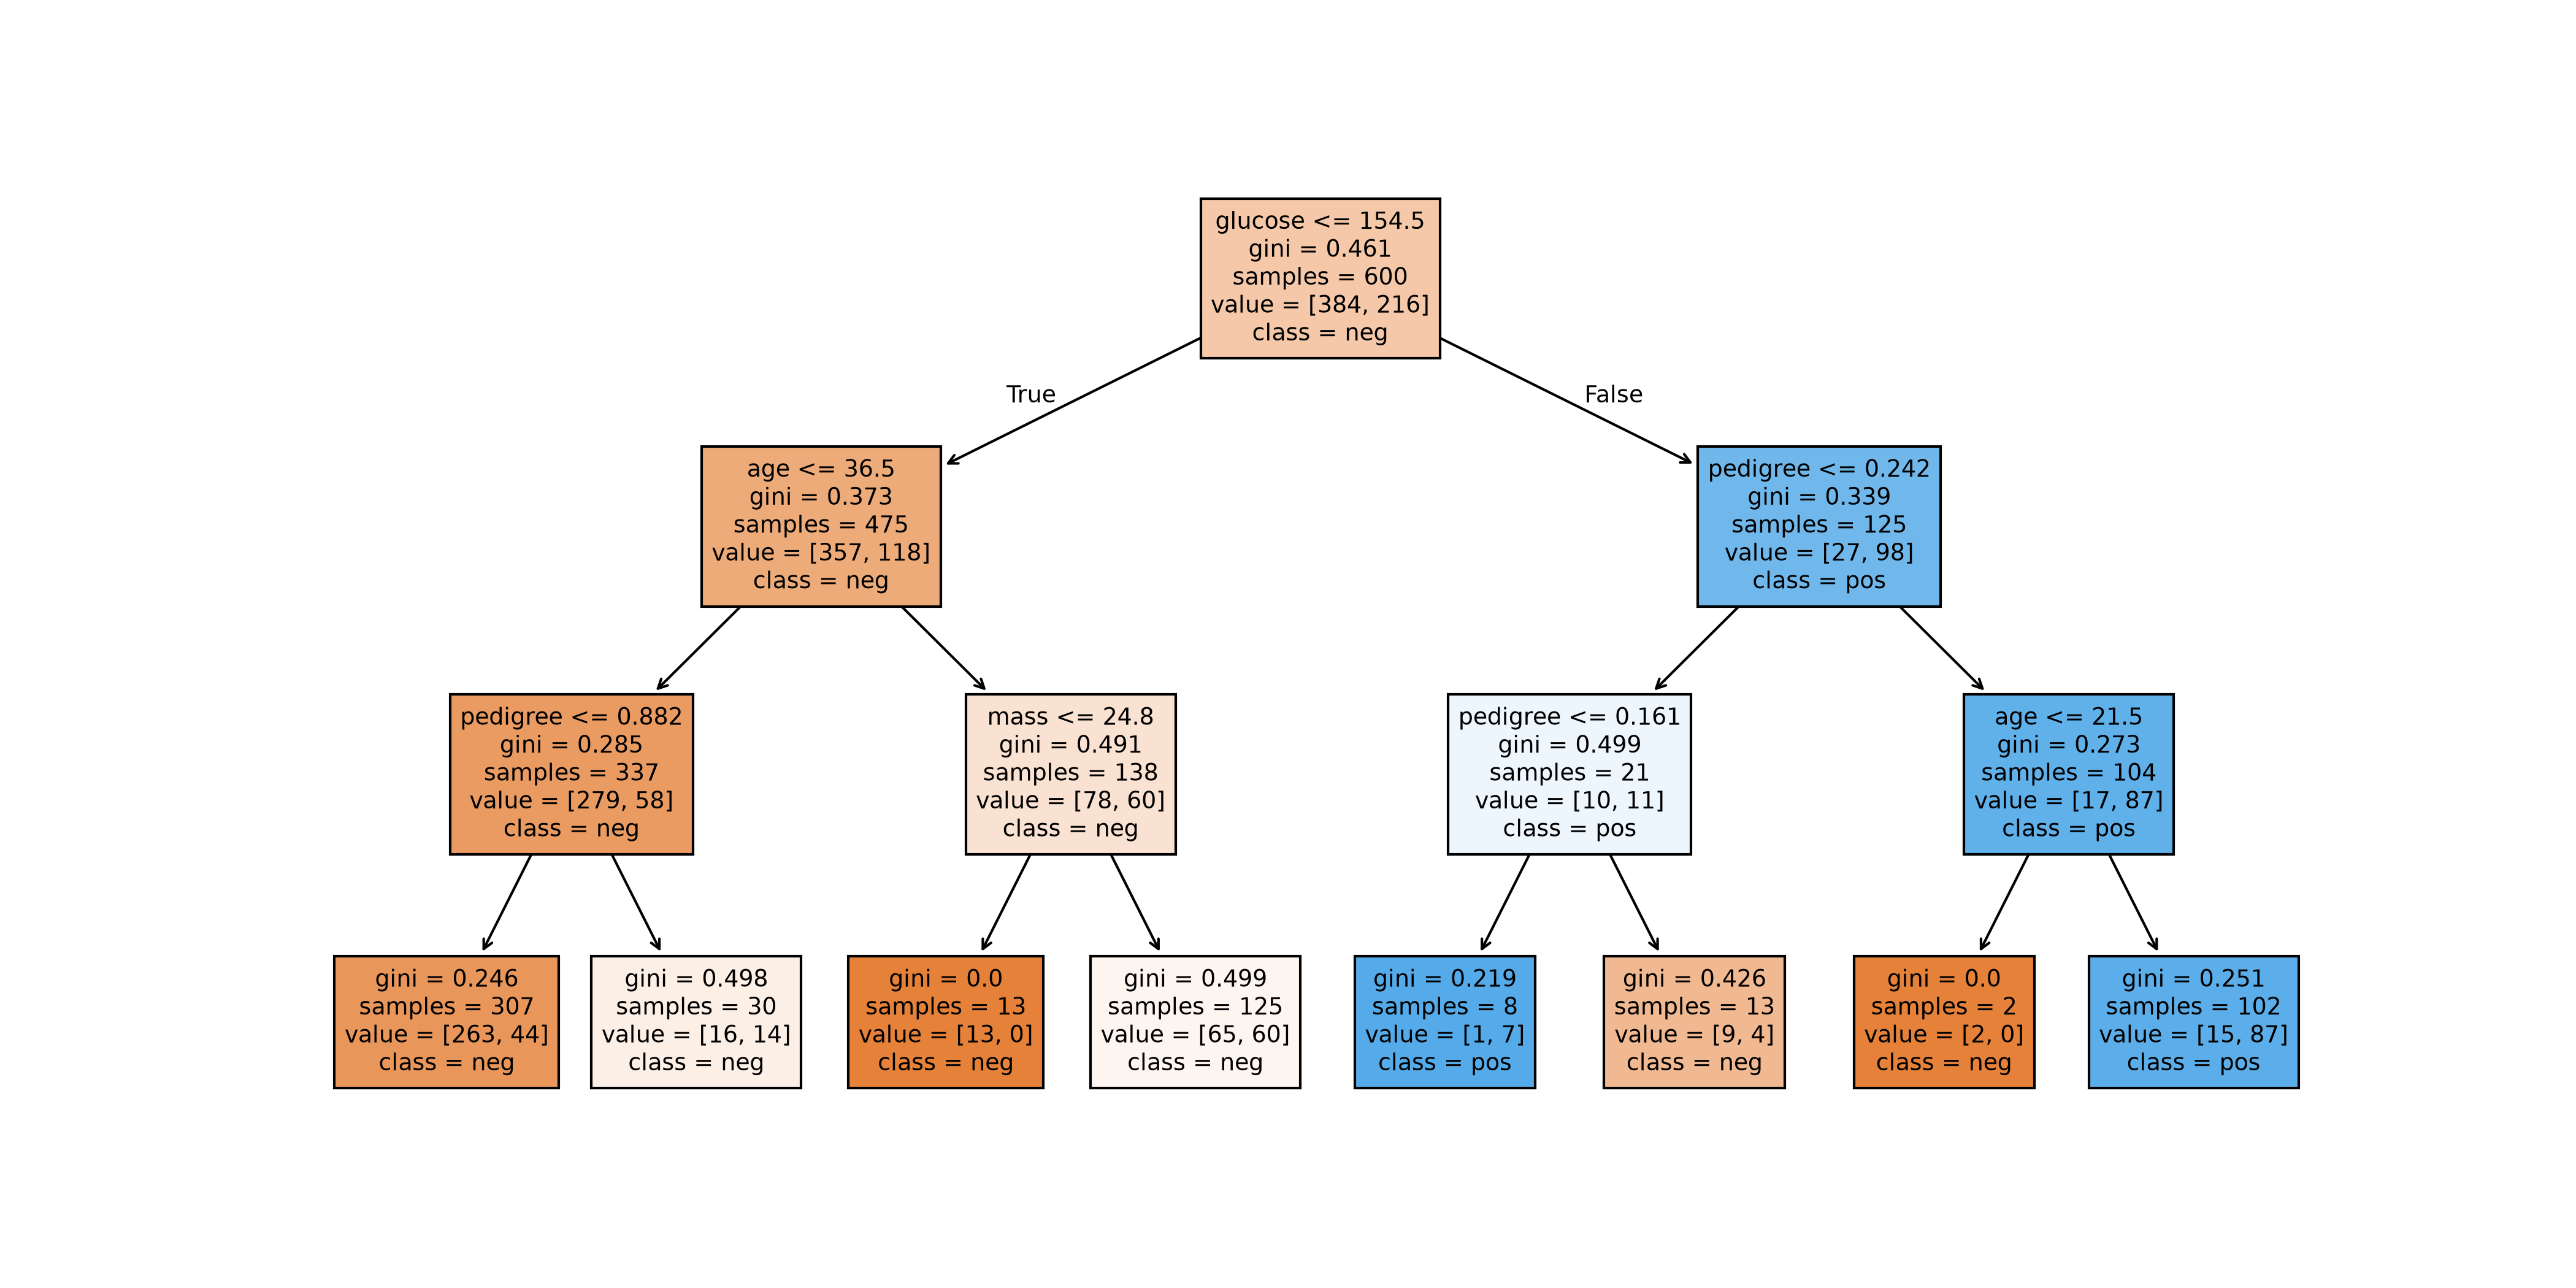 glucose <= 154.5
gini = 0.461
samples = 600
value = [384, 216]
class = neg
True
False
age <= 36.5
gini = 0.373
samples = 475
value = [357, 118]
class = neg
pedigree <= 0.242
gini = 0.339
samples = 125
value = [27, 98]
class = pos
pedigree <= 0.882
gini = 0.285
samples = 337
value = [279, 58]
class = neg
mass <= 24.8
gini = 0.491
samples = 138
value = [78, 60]
class = neg
pedigree <= 0.161
gini = 0.499
samples = 21
value = [10, 11]
class = pos
age <= 21.5
gini = 0.273
samples = 104
value = [17, 87]
class = pos
gini = 0.246
samples = 307
value = [263, 44]
class = neg
gini = 0.498
samples = 30
value = [16, 14]
class = neg
gini = 0.0
samples = 13
value = [13, 0]
class = neg
gini = 0.499
samples = 125
value = [65, 60]
class = neg
gini = 0.219
samples = 8
value = [1, 7]
class = pos
gini = 0.426
samples = 13
value = [9, 4]
class = neg
gini = 0.0
samples = 2
value = [2, 0]
class = neg
gini = 0.251
samples = 102
value = [15, 87]
class = pos